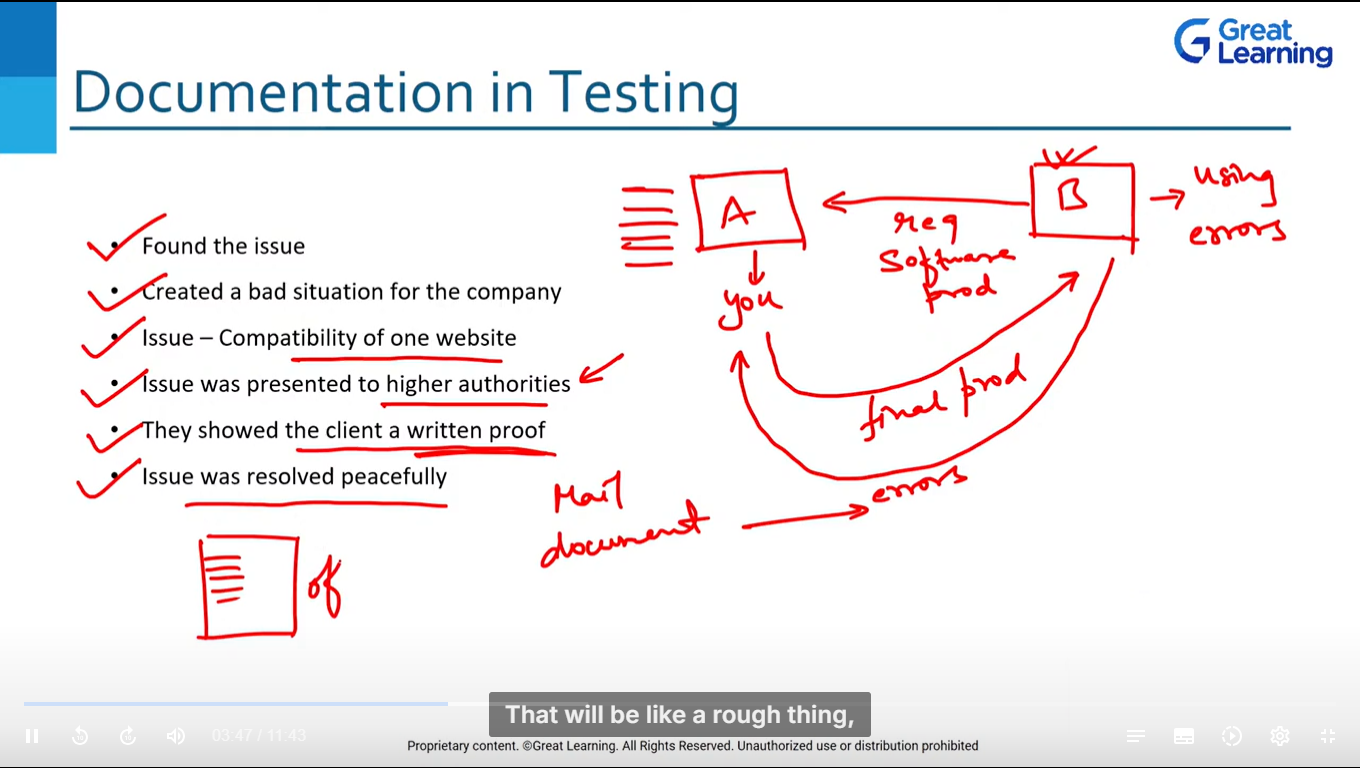 Great
Learning
Documentation in Testing
• Found the issue
• Created a bad situation for the company
• Issue – Compatibility of one website
• Issue was presented to higher authorities
• They showed the client a written proof
• Issue was resolved peacefully
A
B
using
errors
req
software
prod
you
final prod
errors
Mail
document
of
That will be like a rough thing,
03:47 / 11:43
Proprietary content. ©Great Learning. All Rights Reserved. Unauthorized use or distribution prohibited